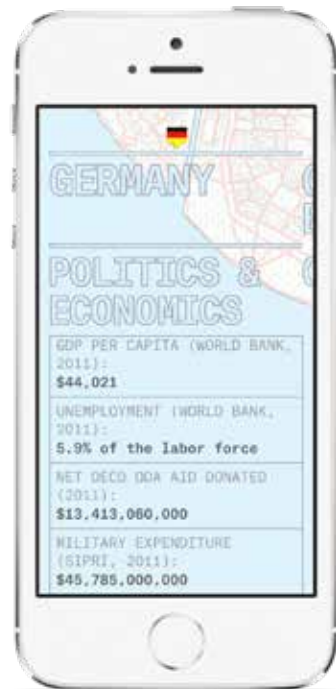 GERMANY
POLITICS &
ECONOMICS
GDP PER CAPITA (WORLD BANK,
2011):
$44,021
UNEMPLOYMENT (WORLD BANK,
2011):
5.9% of the labor force
NET OECD ODA AID DONATED
(2011):
$13,413,060,000
MILITARY EXPENDITURE
(SIPRI, 2011):
$45,785,000,000